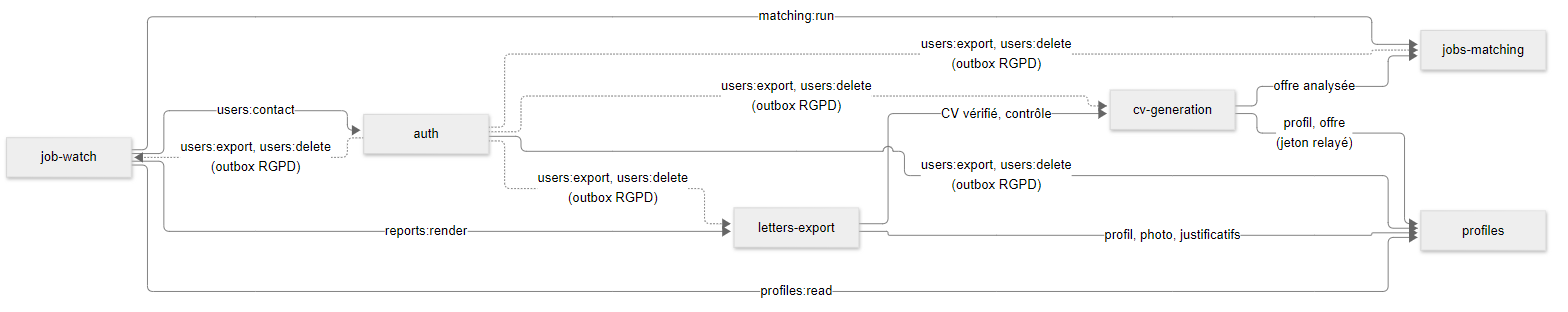 matching:run
users:export, users:delete
(outbox RGPD)
jobs-matching
users:export, users:delete
(outbox RGPD)
offre analysée
users:contact
CV vérifié, contrôle
cv-generation
auth
profil, offre
(jeton relayé)
job-watch
users:export, users:delete
(outbox RGPD)
users:export, users:delete
(outbox RGPD)
users:export, users:delete
(outbox RGPD)
reports:render
letters-export
profil, photo, justificatifs
profiles
profiles:read